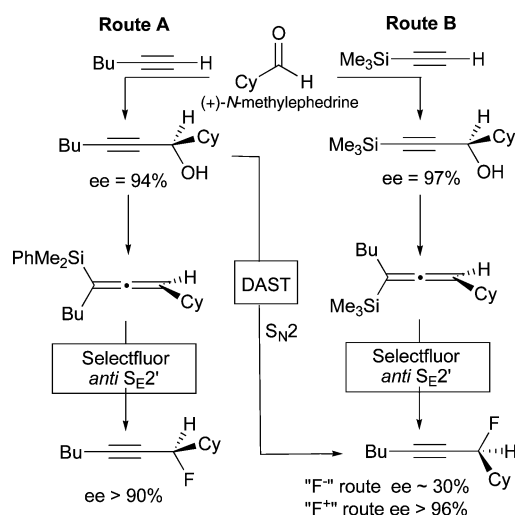 Route A
Route B
Bu
H
O
Cy
H
Me3Si
H
(+)-N-methylephedrine
H
Bu
Cy
OH
ee = 94%
H
Me3Si
Cy
OH
ee = 97%
PhMe2Si
H
Bu
Cy
DAST
SN2
Bu
H
Me3Si
Cy
Selectfluor
anti SE2'
Selectfluor
anti SE2'
H
Bu
Cy
F
ee > 90%
F
Bu
H
Cy
"F-" route ee ~ 30%
"F+" route ee > 96%